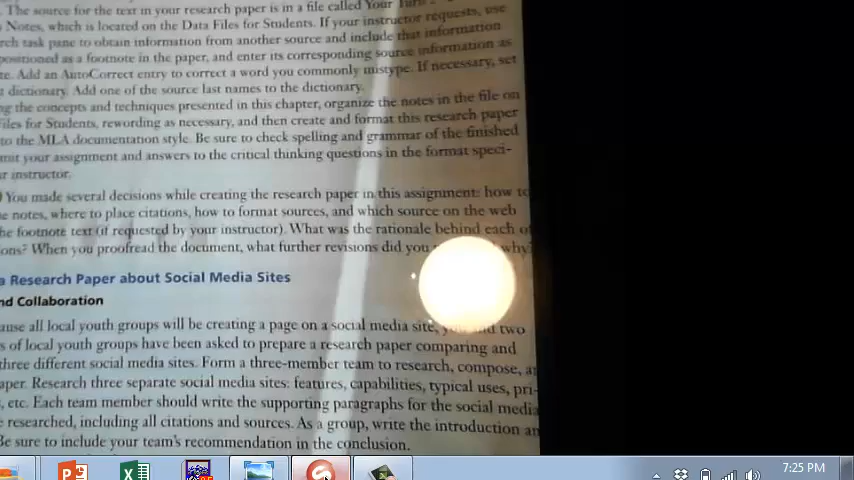 The source for the text in your research paper is in a file called Your Turn
Notes, which is located on the Data Files for Students. If your instructor requests, use
rch task pane to obtain information from another source and include that information
positioned as a footnote in the paper, and enter its corresponding source information as
te. Add an AutoCorrect entry to correct a word you commonly mistype. If necessary, set
t dictionary. Add one of the source last names to the dictionary.
g the concepts and techniques presented in this chapter, organize the notes in the file on
Files for Students, rewording as necessary, and then create and format this research paper
to the MLA documentation style. Be sure to check spelling and grammar of the finished
mit your assignment and answers to the critical thinking questions in the format speci-
r instructor.
You made several decisions while creating the research paper in this assignment: how to
e notes, where to place citations, how to format sources, and which source on the web
he footnote text (if requested by your instructor). What was the rationale behind each of
ons? When you proofread the document, what further revisions did you why?
a Research Paper about Social Media Sites
nd Collaboration
ause all local youth groups will be creating a page on a social media site, and two
s of local youth groups have been asked to prepare a research paper comparing and
three different social media sites. Form a three-member team to research, compose, a
aper. Research three separate social media sites: features, capabilities, typical uses, pri-
, etc. Each team member should write the supporting paragraphs for the social media
e researched, including all citations and sources. As a group, write the introduction an
Be sure to include your team's recommendation in the conclusion.
7:25 PM